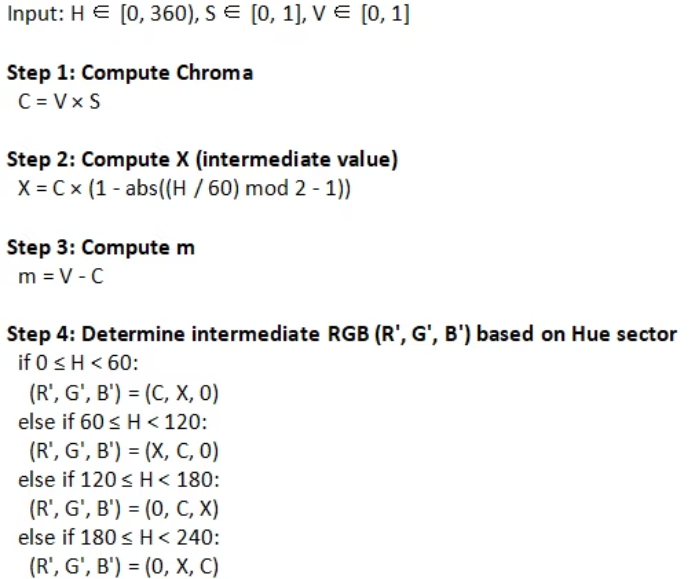 Input: H ∈ [0, 360), S ∈ [0, 1], V ∈ [0, 1]
Step 1: Compute Chroma
C = V × S
Step 2: Compute X (intermediate value)
X = C × (1 - abs((H / 60) mod 2 - 1))
Step 3: Compute m
m = V - C
Step 4: Determine intermediate RGB (R', G', B') based on Hue sector
if 0 ≤ H < 60:
(R', G', B') = (C, X, 0)
else if 60 ≤ H < 120:
(R', G', B') = (X, C, 0)
else if 120 ≤ H < 180:
(R', G', B') = (0, C, X)
else if 180 ≤ H < 240:
(R', G', B') = (0, X, C)